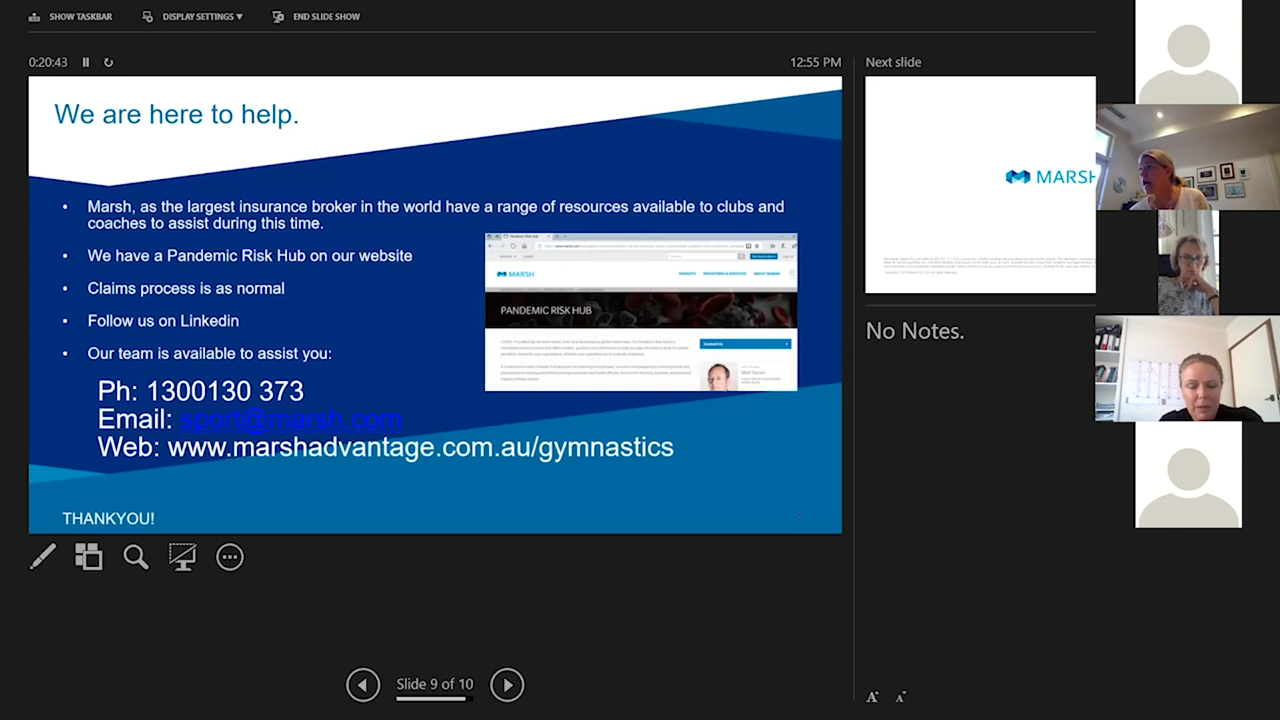 SHOW TASKBAR
DISPLAY SETTINGS ▼
END SLIDE SHOW
0:20:43
12:55 PM
Next slide
We are here to help.
• Marsh, as the largest insurance broker in the world have a range of resources available to clubs and
coaches to assist during this time.
• We have a Pandemic Risk Hub on our website
• Claims process is as normal
• Follow us on Linkedin
• Our team is available to assist you:
Ph: 1300130 373
Email: sport@marsh.com
Web: www.marshadvantage.com.au/gymnastics
THANKYOU!
MARSH
PANDEMIC RISK HUB
Contact Us
MARSH
No Notes.
Slide 9 of 10